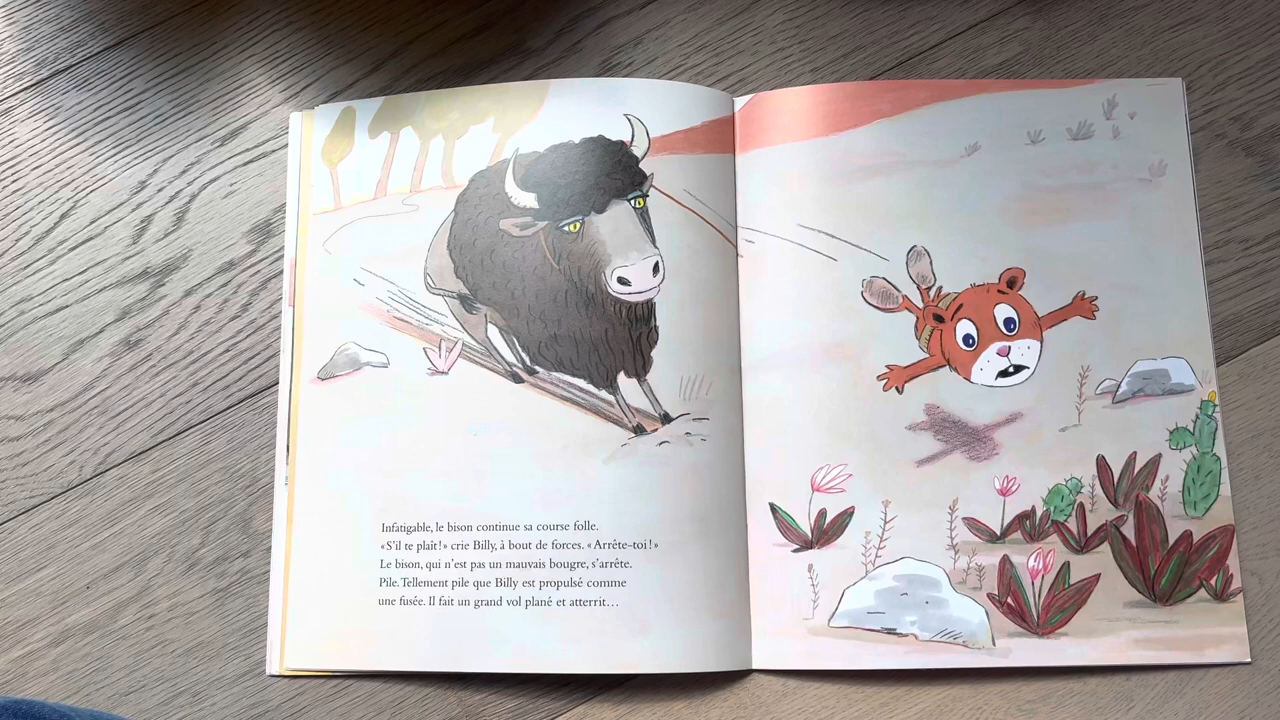 Infatigable, le bison continue sa course folle.
«S'il te plaît!» crie Billy, à bout de forces. «Arrête-toi!»
Le bison, qui n'est pas un mauvais bougre, s'arrête.
Pile. Tellement pile que Billy est propulsé comme
une fusée. Il fait un grand vol plané et atterrit…